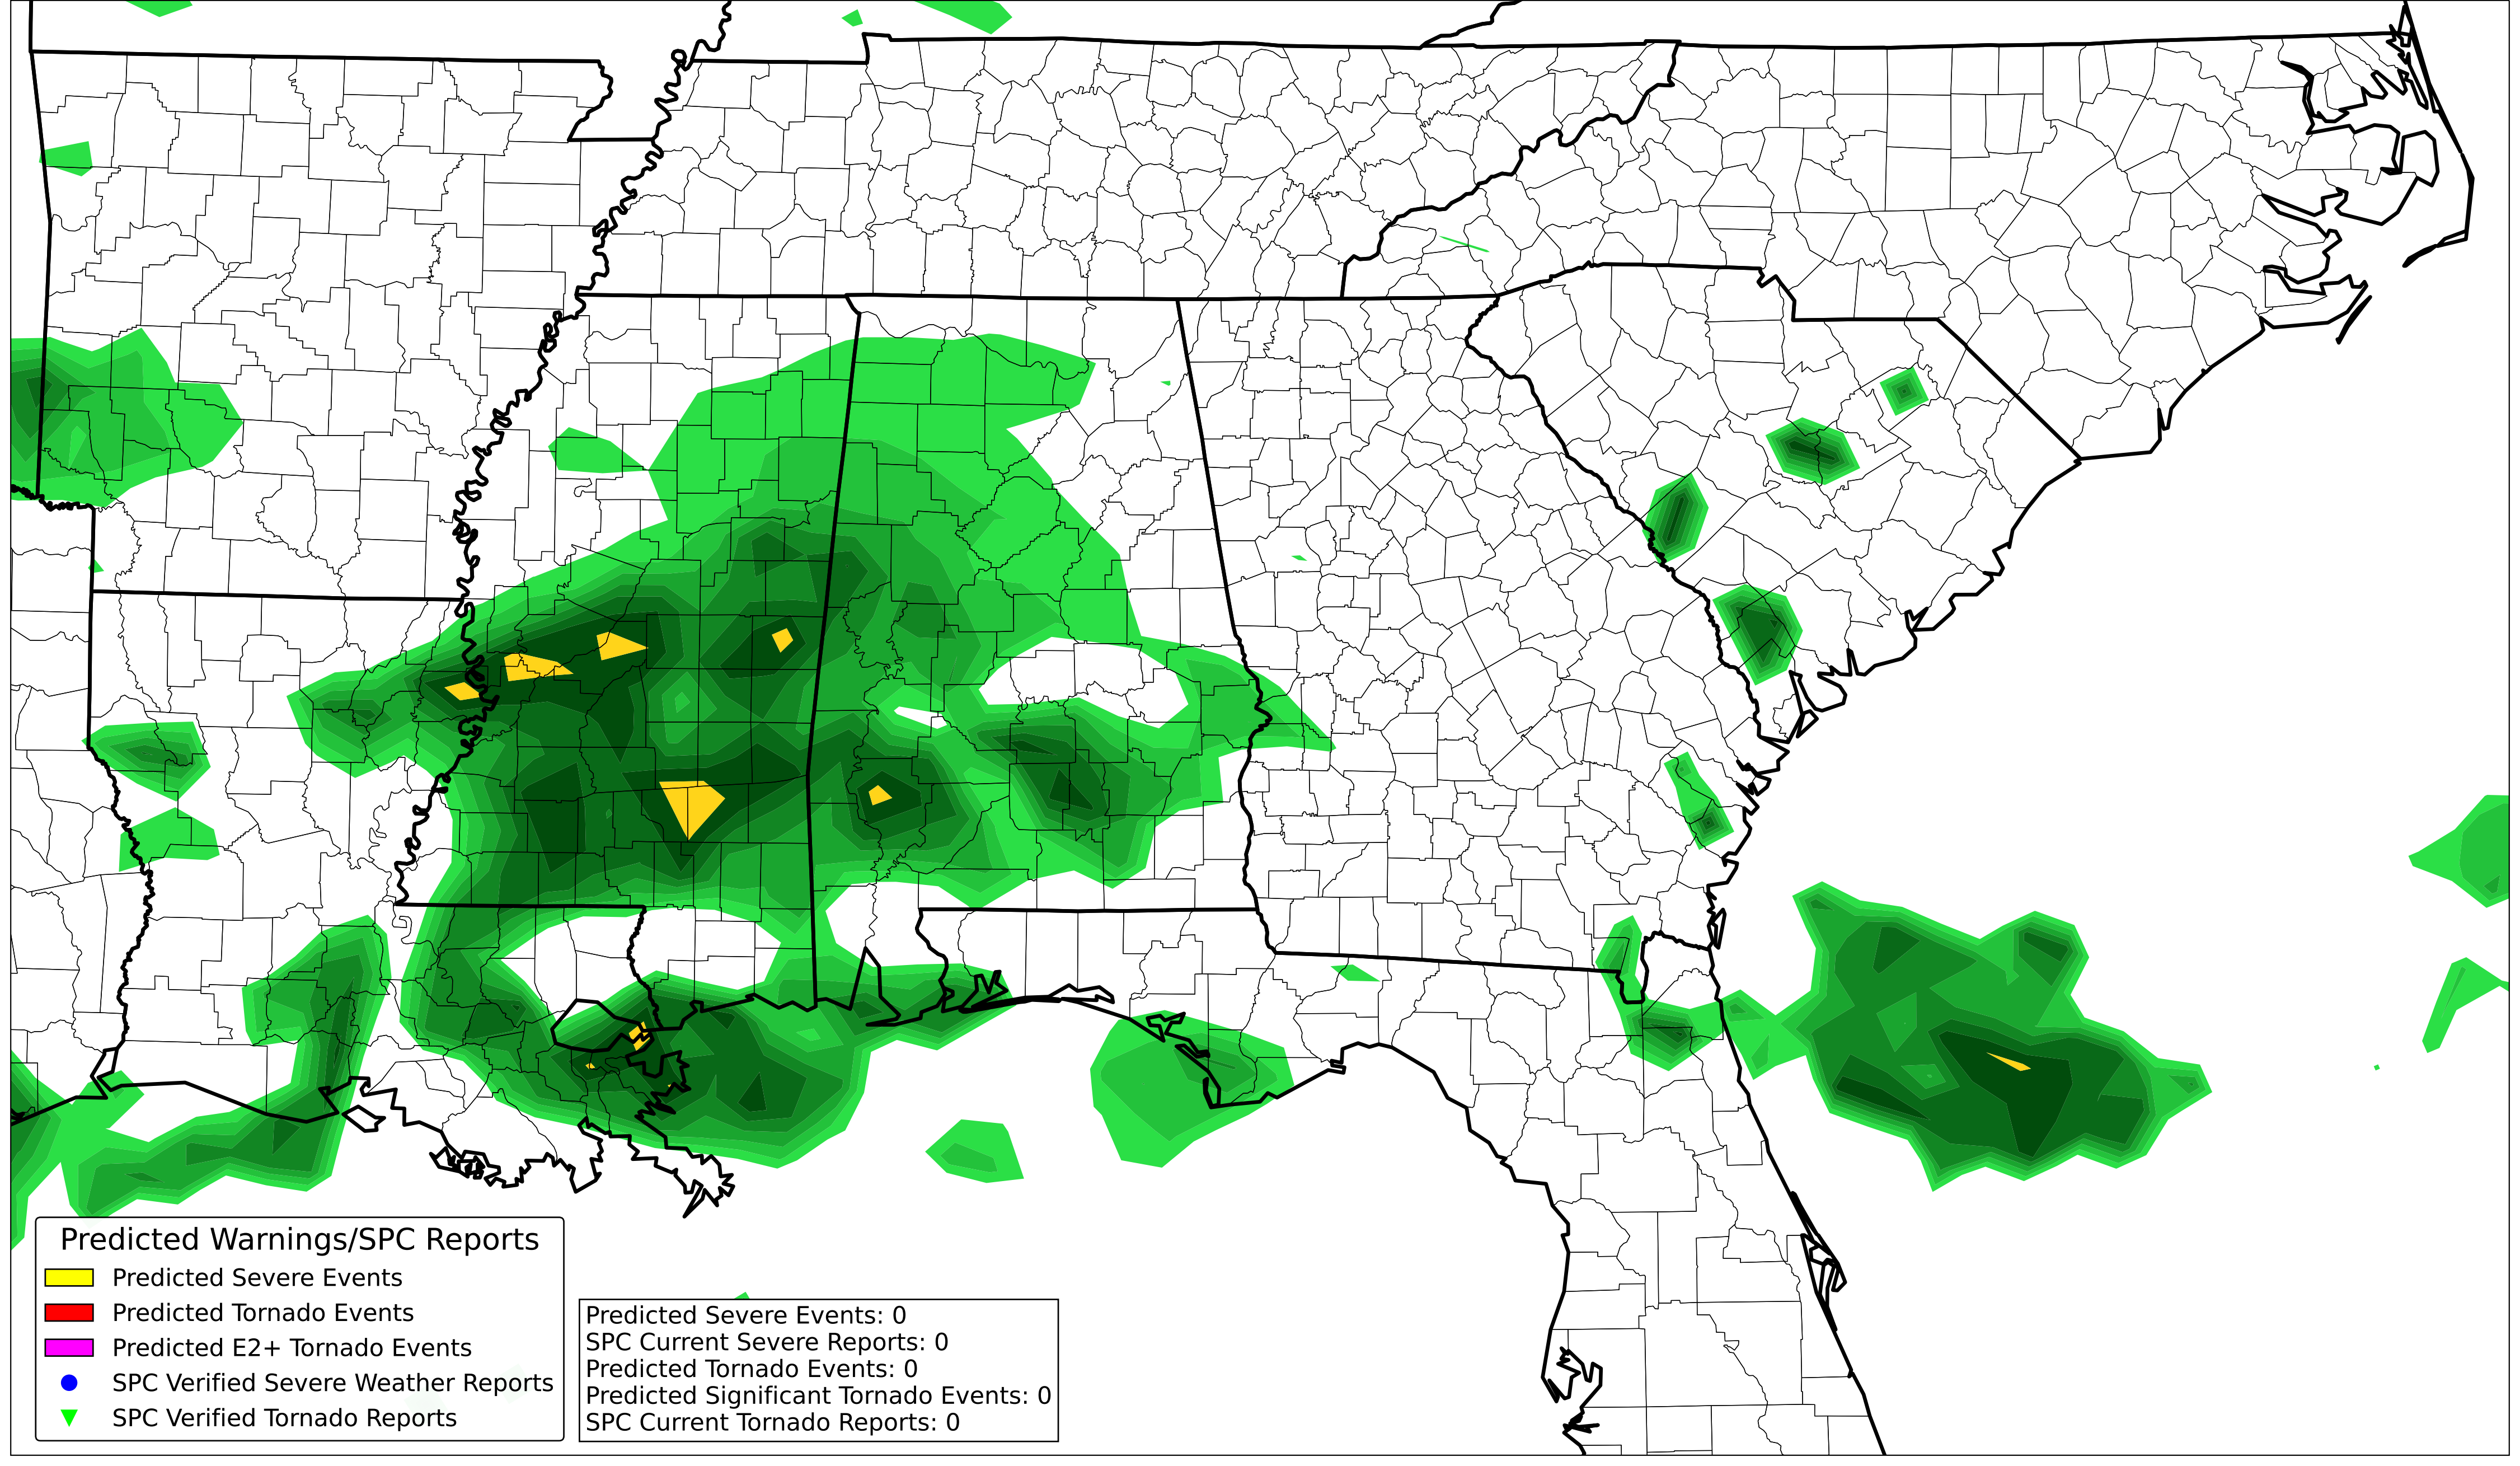 Predicted Warnings/SPC Reports
Predicted Severe Events
Predicted Tornado Events
Predicted E2+ Tornado Events
SPC Verified Severe Weather Reports
SPC Verified Tornado Reports
Predicted Severe Events: 0
SPC Current Severe Reports: 0
Predicted Tornado Events: 0
Predicted Significant Tornado Events: 0
SPC Current Tornado Reports: 0